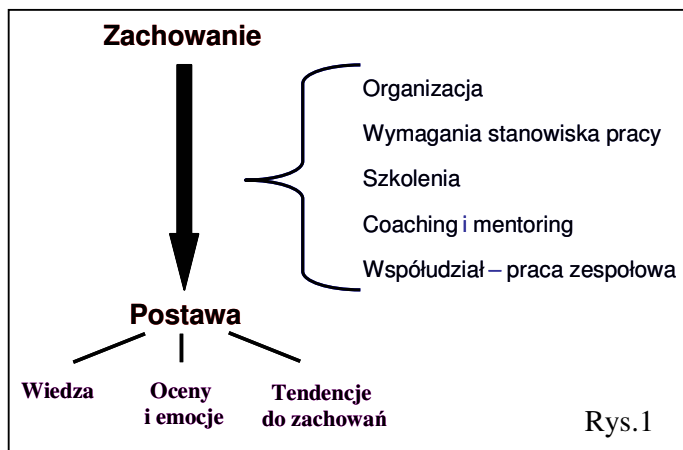 Zachowanie
Organizacja
Wymagania stanowiska pracy
Szkolenia
Coaching i mentoring
Współudział – praca zespołowa
Postawa
Wiedza
Oceny
i emocje
Tendencje
do zachowań
Rys.1